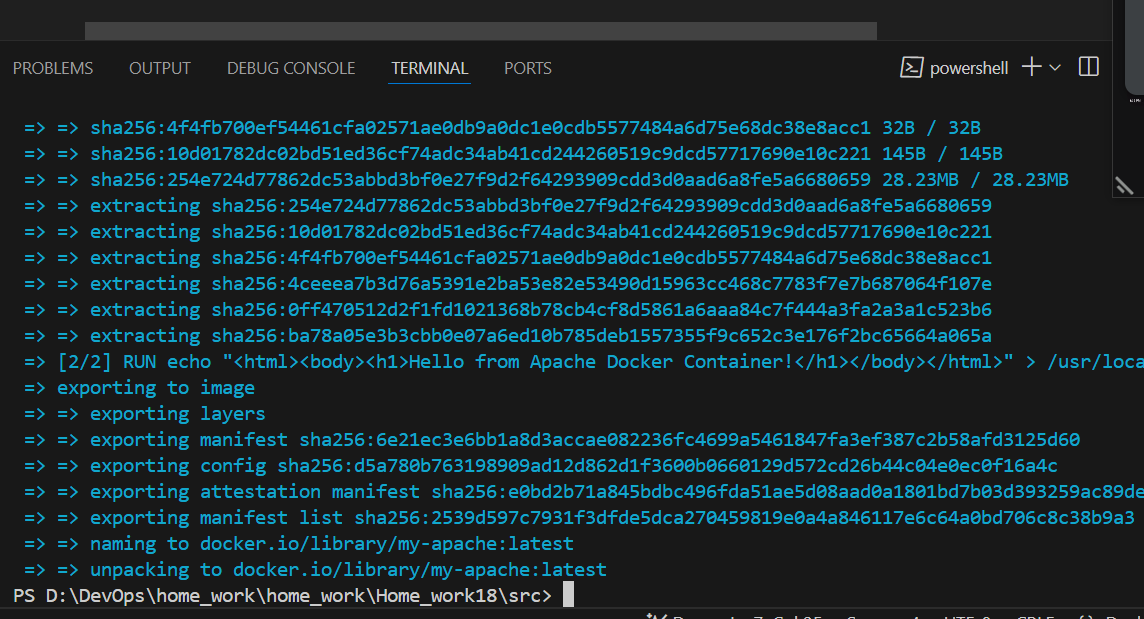 PROBLEMS OUTPUT DEBUG CONSOLE TERMINAL PORTS powershell
=> => sha256:4f4fb700ef54461cfa02571ae0db9a0dc1e0cdb5577484a6d75e68dc38e8acc1 32B / 32B
=> => sha256:10d01782dc02bd51ed36cf74adc34ab41cd244260519c9dcd57717690e10c221 145B / 145B
=> => sha256:254e724d77862dc53abbd3bf0e27f9d2f64293909cdd3d0aad6a8fe5a6680659 28.23MB / 28.23MB
=> => extracting sha256:254e724d77862dc53abbd3bf0e27f9d2f64293909cdd3d0aad6a8fe5a6680659
=> => extracting sha256:10d01782dc02bd51ed36cf74adc34ab41cd244260519c9dcd57717690e10c221
=> => extracting sha256:4f4fb700ef54461cfa02571ae0db9a0dc1e0cdb5577484a6d75e68dc38e8acc1
=> => extracting sha256:4ceeea7b3d76a5391e2ba53e82e53490d15963cc468c7783f7e7b687064f107e
=> => extracting sha256:0ff470512d2f1fd1021368b78cb4cf8d5861a6aaa84c7f444a3fa2a3a1c523b6
=> => extracting sha256:ba78a05e3b3cbb0e07a6ed10b785deb1557355f9c652c3e176f2bc65664a065a
=> [2/2] RUN echo "<html><body><h1>Hello from Apache Docker Container!</h1></body></html>" > /usr/loca
=> exporting to image
=> => exporting layers
=> => exporting manifest sha256:6e21ec3e6bb1a8d3accae082236fc4699a5461847fa3ef387c2b58afd3125d60
=> => exporting config sha256:d5a780b763198909ad12d862d1f3600b0660129d572cd26b44c04e0ec0f16a4c
=> => exporting attestation manifest sha256:e0bd2b71a845bdbc496fda51ae5d08aad0a1801bd7b03d393259ac89de
=> => exporting manifest list sha256:2539d597c7931f3dfde5dca270459819e0a4a846117e6c64a0bd706c8c38b9a3
=> => naming to docker.io/library/my-apache:latest
=> => unpacking to docker.io/library/my-apache:latest
PS D:\DevOps\home_work\home_work\Home_work18\src>